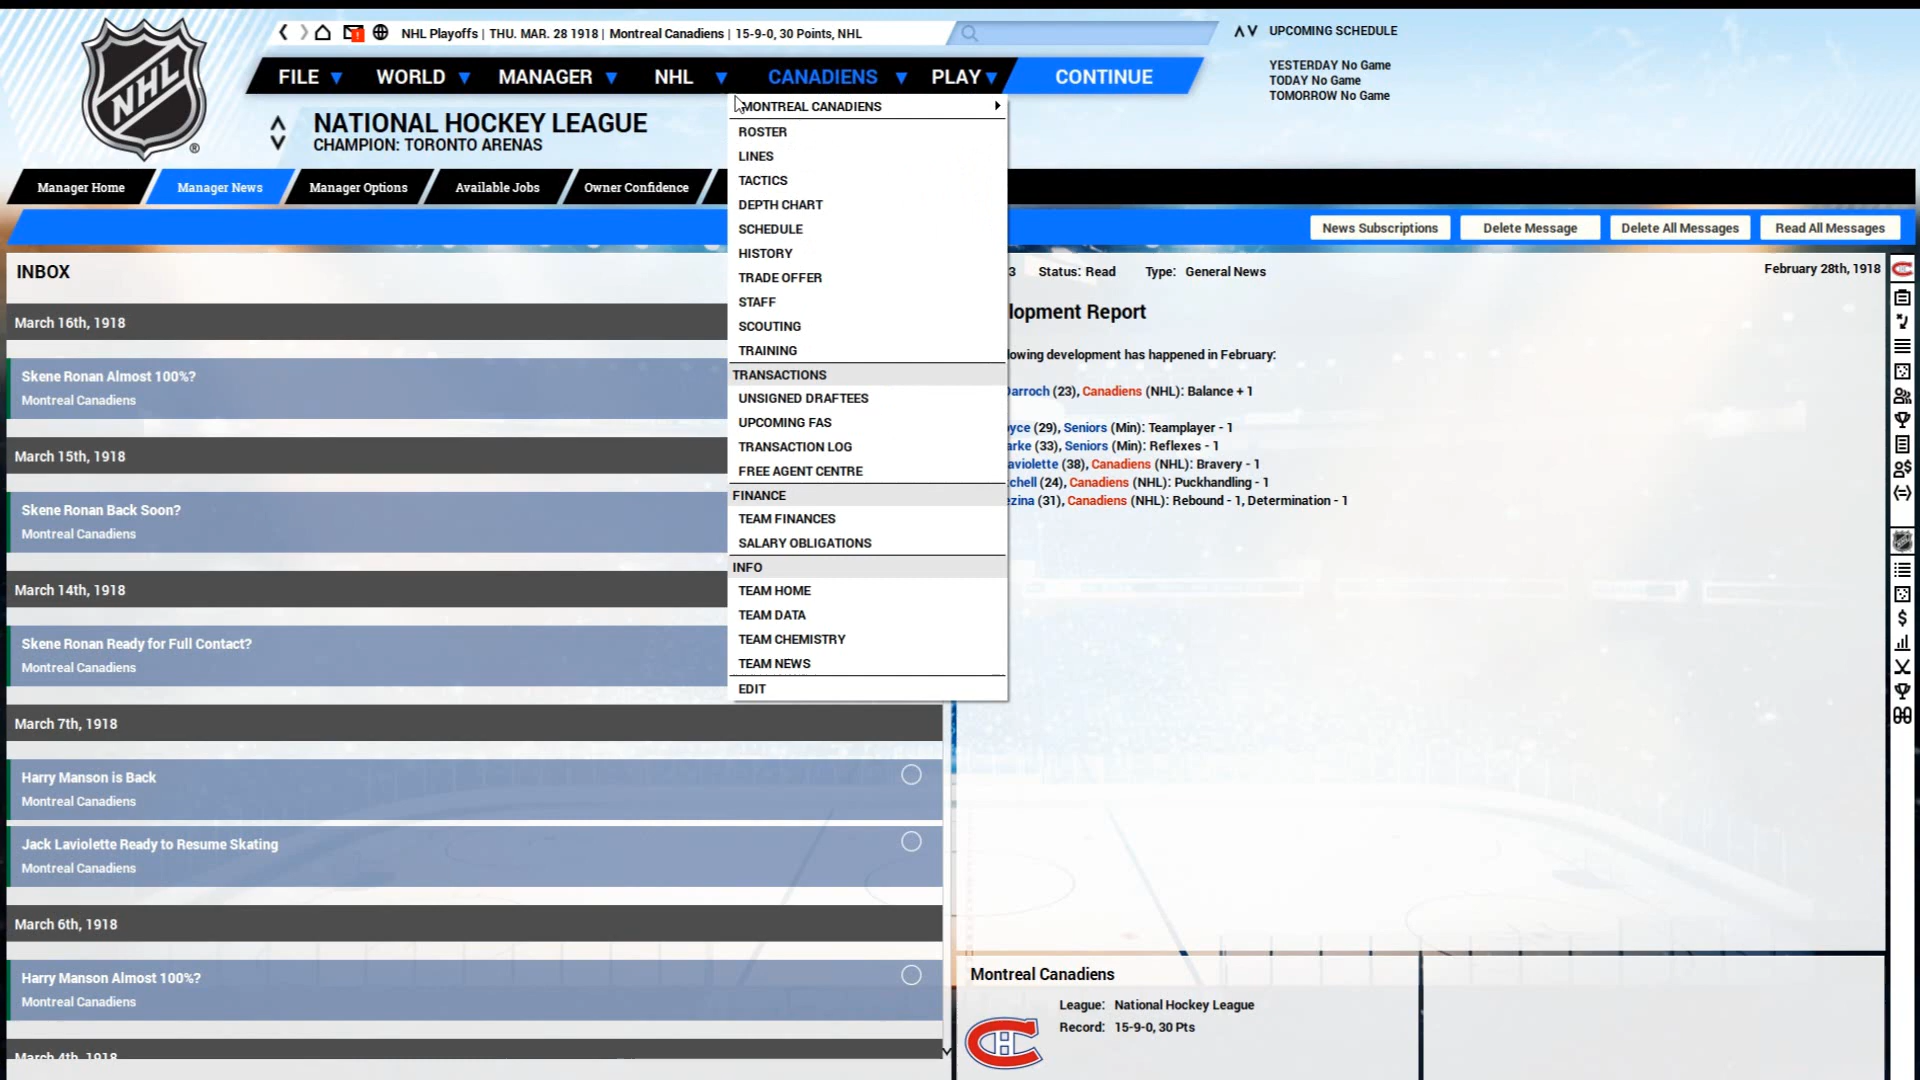 NHL Playoffs | THU. MAR. 28 1918 | Montreal Canadiens | 15-9-0, 30 Points, NHL
UPCOMING SCHEDULE
YESTERDAY No Game
TODAY No Game
TOMORROW No Game
NHL
®
FILE WORLD MANAGER NHL CANADIENS PLAY CONTINUE
NATIONAL HOCKEY LEAGUE
CHAMPION: TORONTO ARENAS
Manager Home Manager News Manager Options Available Jobs Owner Confidence
News Subscriptions Delete Message Delete All Messages Read All Messages
MONTREAL CANADIENS
ROSTER
LINES
TACTICS
DEPTH CHART
SCHEDULE
HISTORY
TRADE OFFER
STAFF
SCOUTING
TRAINING
TRANSACTIONS
UNSIGNED DRAFTEES
UPCOMING FAS
TRANSACTION LOG
FREE AGENT CENTRE
FINANCE
TEAM FINANCES
SALARY OBLIGATIONS
INFO
TEAM HOME
TEAM DATA
TEAM CHEMISTRY
TEAM NEWS
EDIT
INBOX
March 16th, 1918
Skene Ronan Almost 100%?
Montreal Canadiens
March 15th, 1918
Skene Ronan Back Soon?
Montreal Canadiens
March 14th, 1918
Skene Ronan Ready for Full Contact?
Montreal Canadiens
March 7th, 1918
Harry Manson is Back
Montreal Canadiens
Jack Laviolette Ready to Resume Skating
Montreal Canadiens
March 6th, 1918
Harry Manson Almost 100%?
Montreal Canadiens
March 4th, 1918
3 Status: Read Type: General News February 28th, 1918
lopment Report
lowing development has happened in February:
Darroch (23), Canadiens (NHL): Balance + 1
yce (29), Seniors (Min): Teamplayer - 1
arke (33), Seniors (Min): Reflexes - 1
aviolette (38), Canadiens (NHL): Bravery - 1
tchell (24), Canadiens (NHL): Puckhandling - 1
ezina (31), Canadiens (NHL): Rebound - 1, Determination - 1
Montreal Canadiens
League: National Hockey League
Record: 15-9-0, 30 Pts